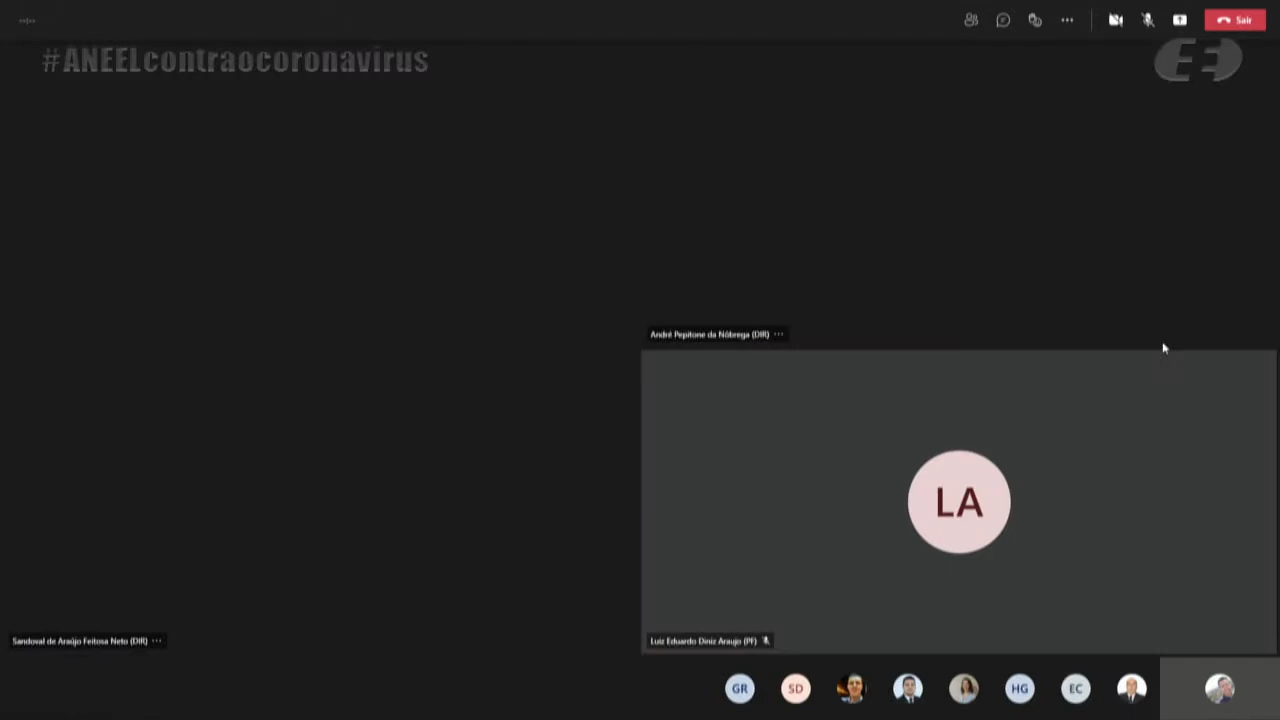 Sair
#ANEELcontraocoronavirus
André Pepitone da Nóbrega (DIR)
LA
Sandoval de Araújo Feitosa Neto (DIR)
Luiz Eduardo Diniz Araujo (PF)
GR
SD
HG
EC